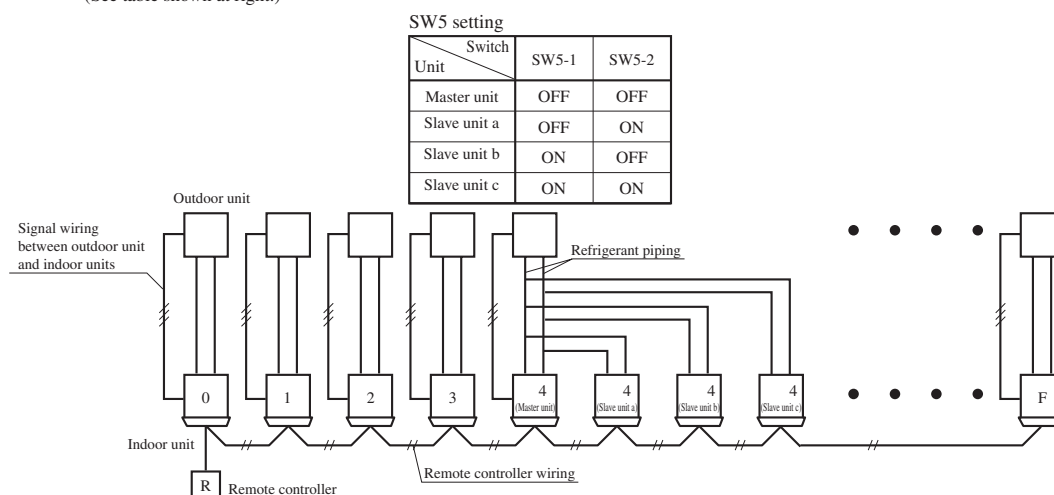 (See table shown at right.)
SW5 setting
Switch
Unit
SW5-1
SW5-2
Master unit OFF OFF
Slave unit a OFF ON
Slave unit b ON OFF
Slave unit c ON ON
Outdoor unit
Signal wiring
between outdoor unit
and indoor units
Refrigerant piping
0 1 2 3 4 4 4 4 F
(Master unit) (Slave unit a) (Slave unit b) (Slave unit c)
Indoor unit
Remote controller wiring
R Remote controller